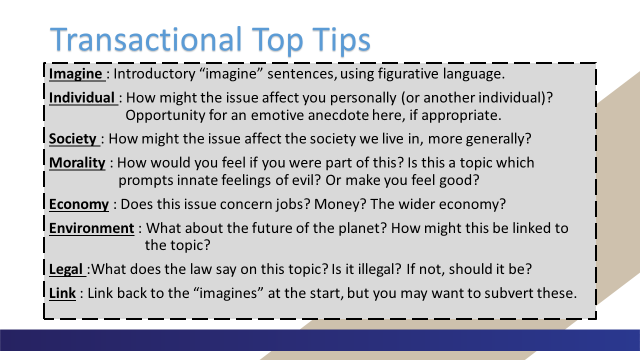 Transactional Top Tips
Imagine : Introductory “imagine” sentences, using figurative language.
Individual : How might the issue affect you personally (or another individual)?
Opportunity for an emotive anecdote here, if appropriate.
Society : How might the issue affect the society we live in, more generally?
Morality : How would you feel if you were part of this? Is this a topic which
prompts innate feelings of evil? Or make you feel good?
Economy : Does this issue concern jobs? Money? The wider economy?
Environment : What about the future of the planet? How might this be linked to
the topic?
Legal :What does the law say on this topic? Is it illegal? If not, should it be?
Link : Link back to the “imagines” at the start, but you may want to subvert these.